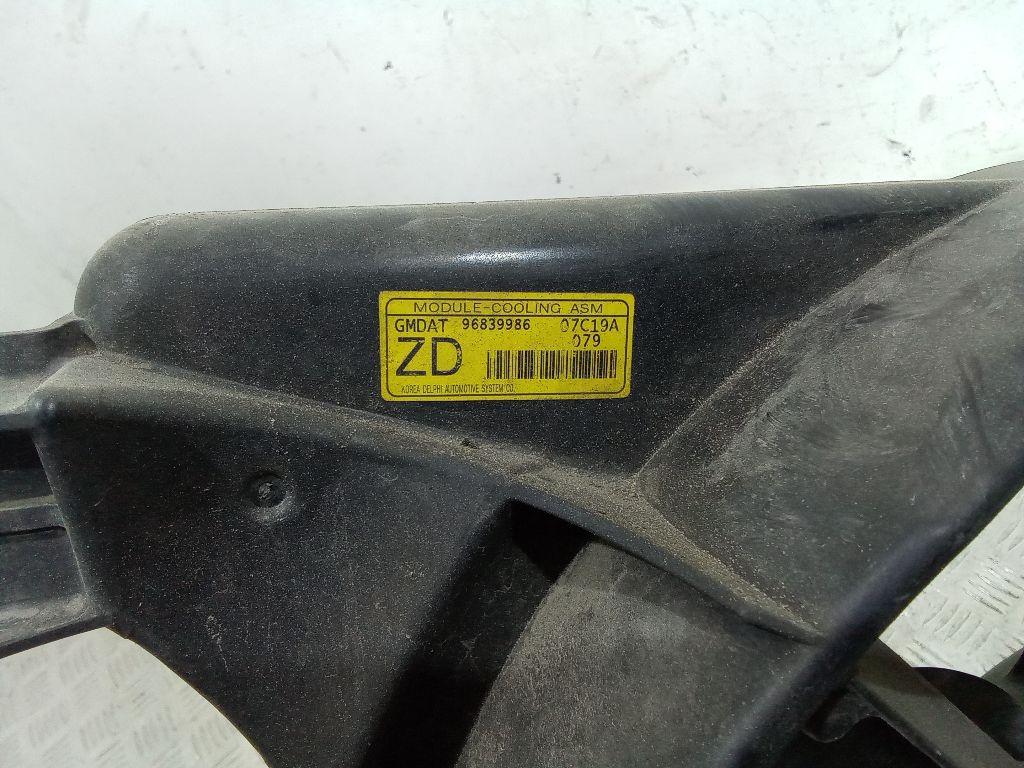 MODULE-COOLING ASM
GMDAT 96839986 07C19A
ZD 079
KOREA DELPHI AUTOMOTIVE SYSTEM CO.